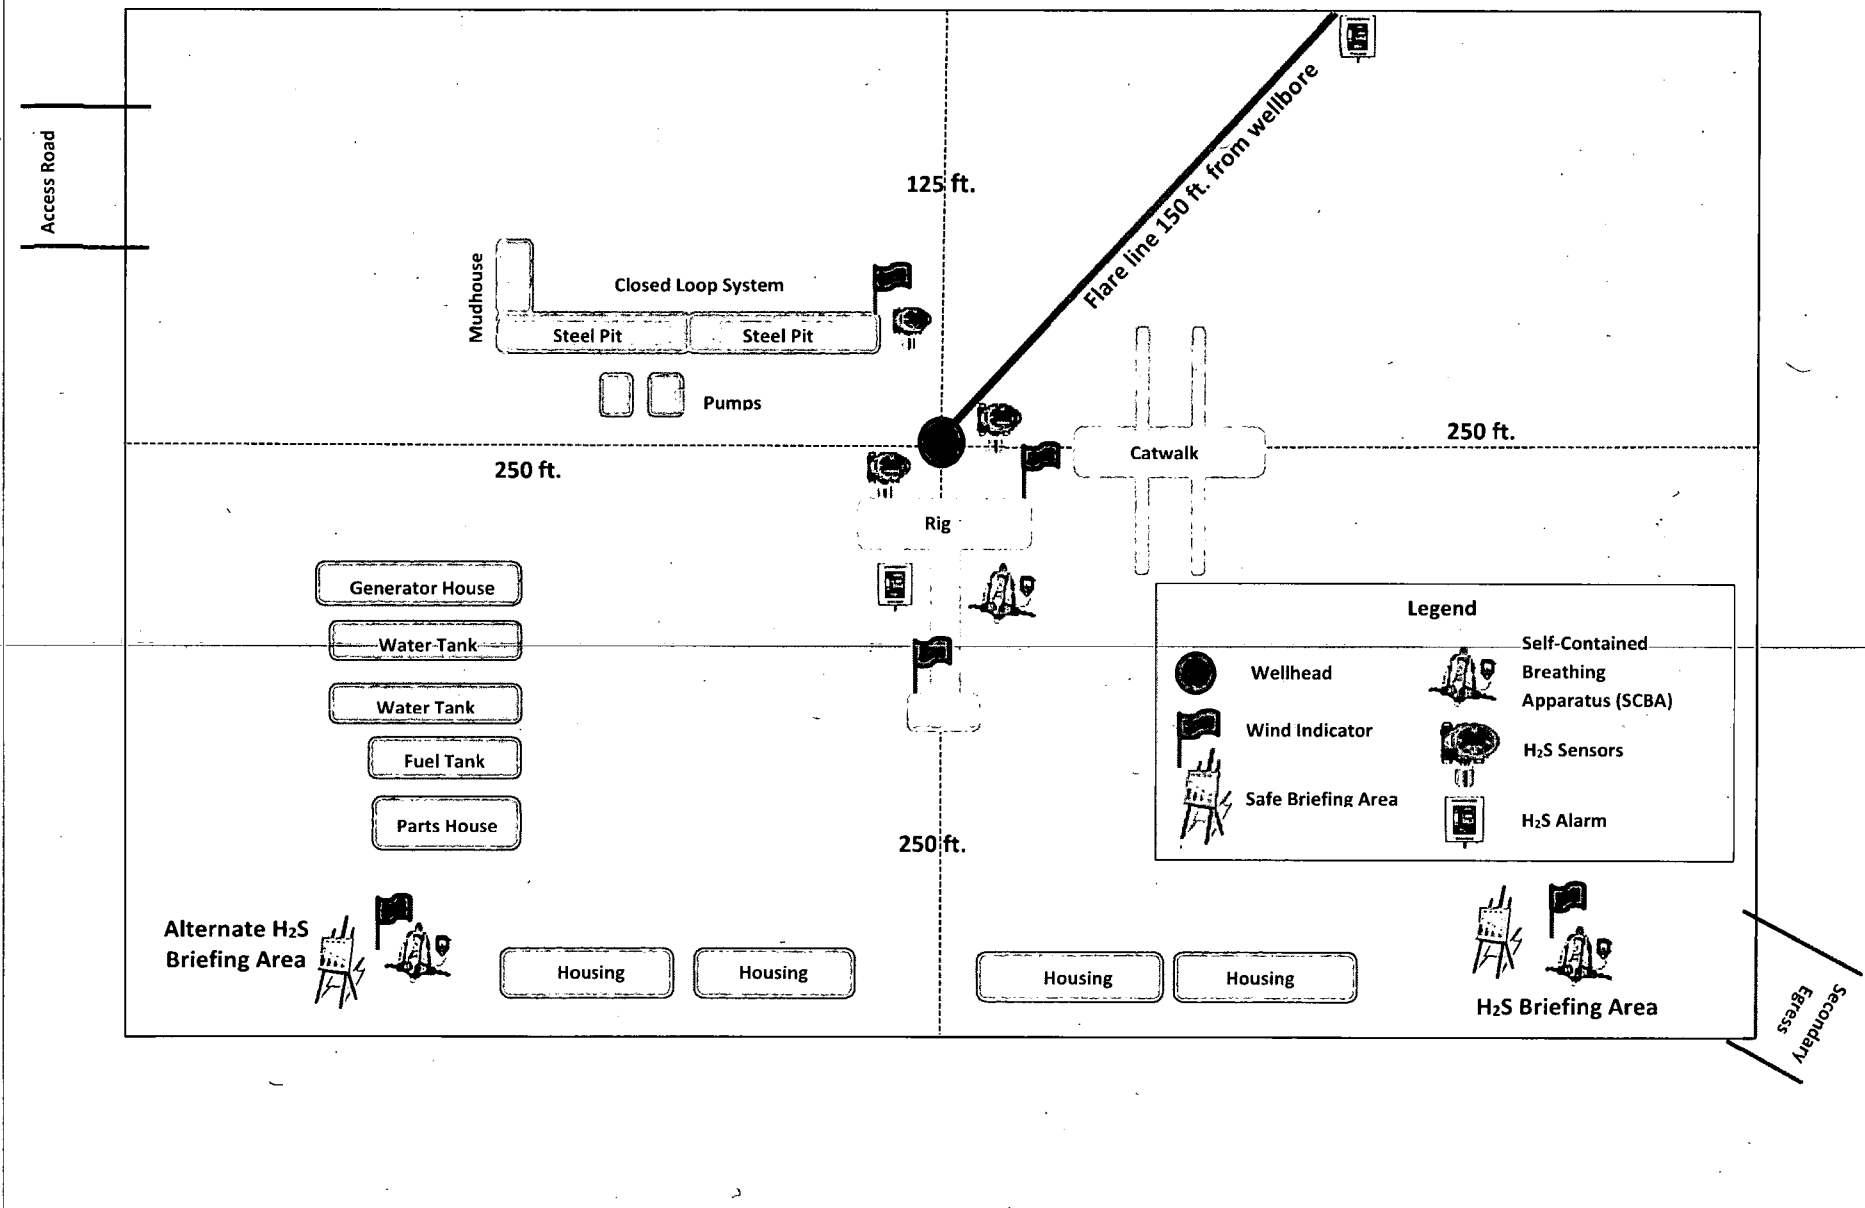 Access Road
125 ft.
Flare line 150 ft. from wellbore
Mudhouse
Closed Loop System
Steel Pit
Steel Pit
Pumps
250 ft.
250 ft.
Catwalk
Rig
Generator House
Water Tank
Water Tank
Fuel Tank
Parts House
250 ft.
Legend
Wellhead
Wind Indicator
Safe Briefing Area
Self-Contained
Breathing
Apparatus (SCBA)
H₂S Sensors
H₂S Alarm
Alternate H₂S
Briefing Area
Housing
Housing
Housing
Housing
H₂S Briefing Area
Secondary
Egress